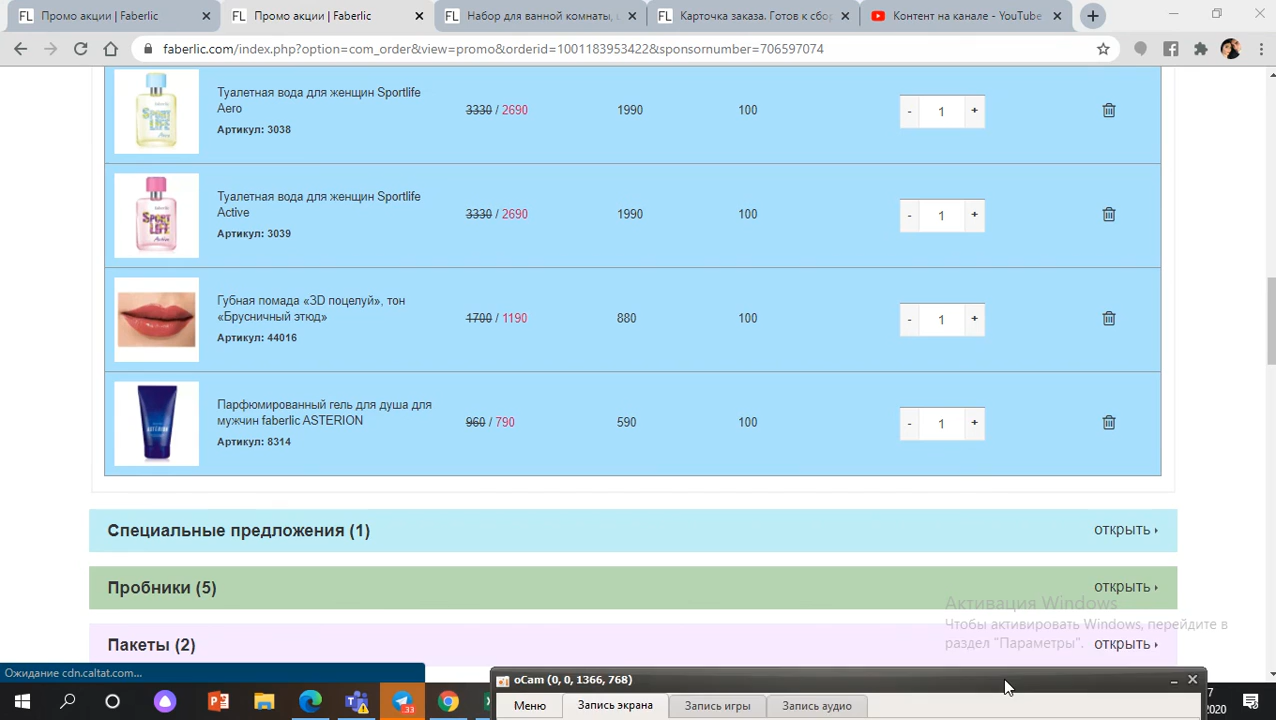 Промо акции | Faberlic
Промо акции | Faberlic
Набор для ванной комнаты, ц
Карточка заказа. Готов к сбор
Контент на канале - YouTube
faberlic.com/index.php?option=com_order&view=promo&orderid=1001183953422&sponsornumber=706597074
Туалетная вода для женщин Sportlife
Aero
Артикул: 3038
3330 / 2690
1990
100
- 1 +
Туалетная вода для женщин Sportlife
Active
Артикул: 3039
3330 / 2690
1990
100
- 1 +
Губная помада «3D поцелуй», тон
«Брусничный этюд»
Артикул: 44016
1700 / 1190
880
100
- 1 +
Парфюмированный гель для душа для
мужчин faberlic ASTERION
Артикул: 8314
960 / 790
590
100
- 1 +
Специальные предложения (1)
открыть
Пробники (5)
открыть
Пакеты (2)
открыть
Активация Windows
Чтобы активировать Windows, перейдите в
раздел "Параметры".
Ожидание cdn.caltat.com...
oCam (0, 0, 1366, 768)
Меню
Запись экрана
Запись игры
Запись аудио
33
2020